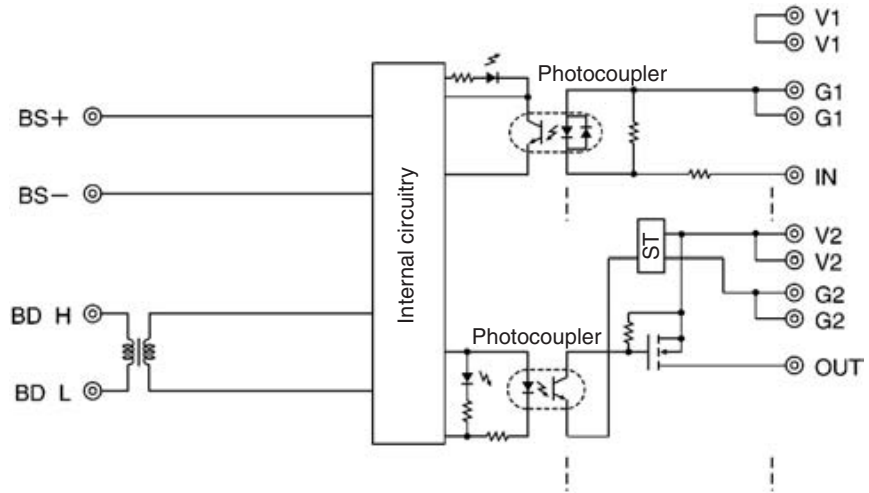 V1
V1
Photocoupler
G1
G1
BS+
BS−
IN
Internal circuitry
ST
V2
V2
G2
G2
BD H
Photocoupler
OUT
BD L